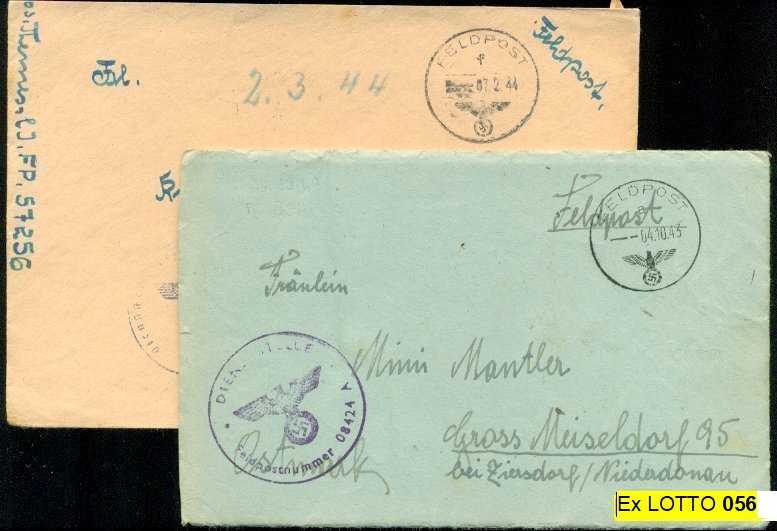 Feldpost.
2. 3. 44
FELDPOST
07.2.44
FP. 57256
Feldpost
FELDPOST
a
04.10.43
Fräulein
Mimi Mantler
Gross Meiseldorf 95
bei Ziersdorf/Niederdonau
Ostmark
DIENSTSTELLE
Feldpostnummer 08424 A
Ex LOTTO 056